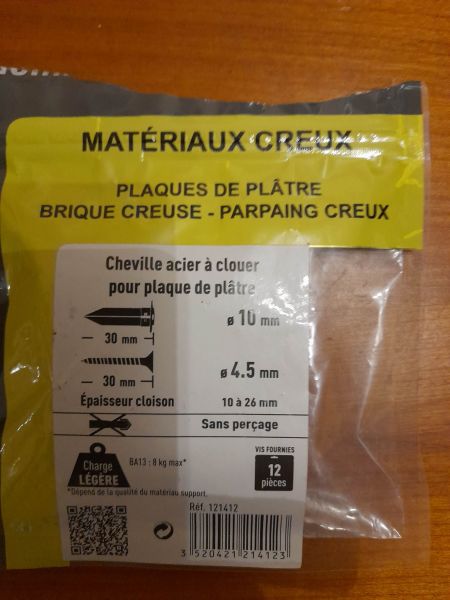 MATÉRIAUX CREUX
PLAQUES DE PLÂTRE
BRIQUE CREUSE - PARPAING CREUX
Cheville acier à clouer
pour plaque de plâtre
ø 10 mm
30 mm
ø 4.5 mm
30 mm
Épaisseur cloison 10 à 26 mm
Sans perçage
Charge
LÉGÈRE
BA13 : 8 kg max*
VIS FOURNIES
12
pièces
*Dépend de la qualité du matériau support.
Réf. 121412
3 520421 214123